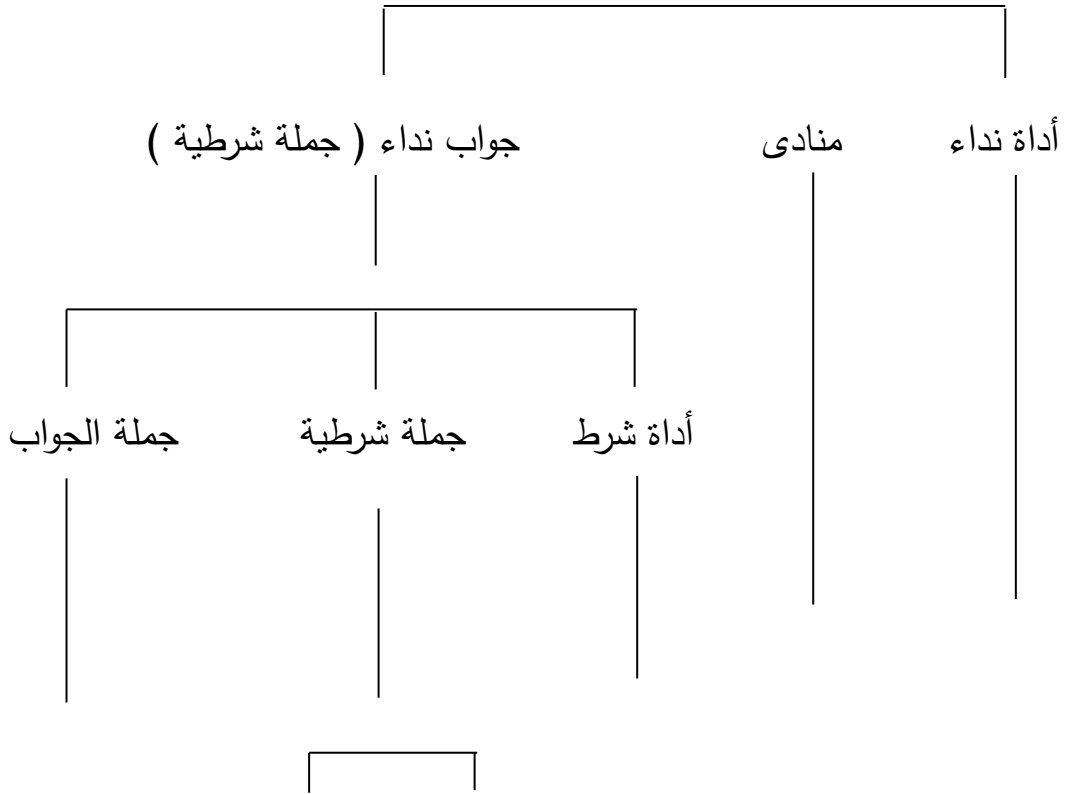 أداة نداء منادى جواب نداء ( جملة شرطية )
أداة شرط جملة شرطية جملة الجواب